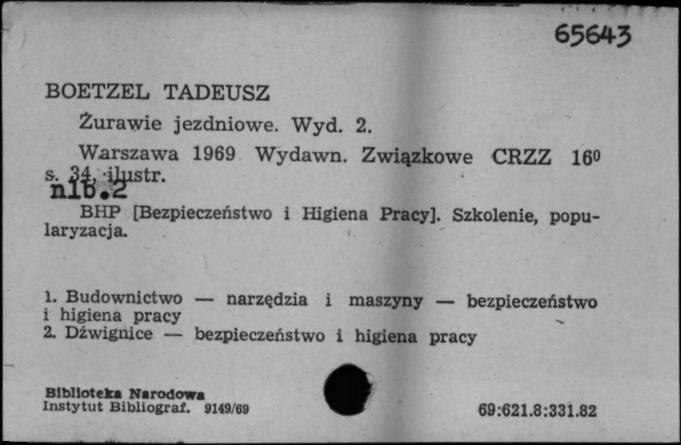 65643
BOETZEL TADEUSZ
Żurawie jezdniowe. Wyd. 2.
Warszawa 1969 Wydawn. Związkowe CRZZ 16⁰
s. 34, ilustr.
nlb.2
BHP [Bezpieczeństwo i Higiena Pracy]. Szkolenie, popu-
laryzacja.
1. Budownictwo — narzędzia i maszyny — bezpieczeństwo
i higiena pracy
2. Dźwignice — bezpieczeństwo i higiena pracy
Biblioteka Narodowa
Instytut Bibliograf. 9149/69
69:621.8:331.82